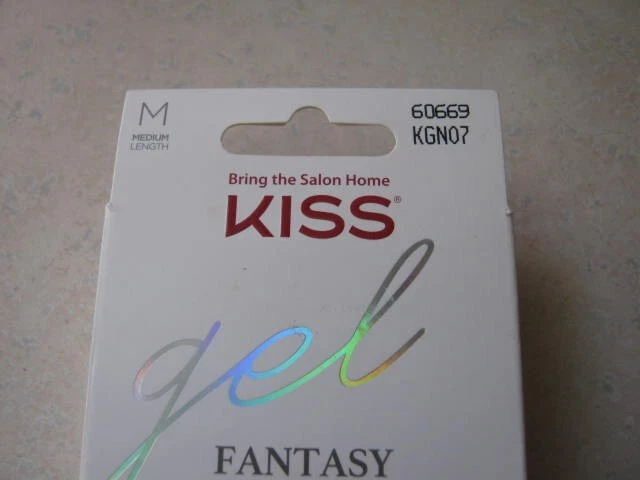 M
MEDIUM
LENGTH
60669
KGN07
Bring the Salon Home
KISS®
gel
FANTASY